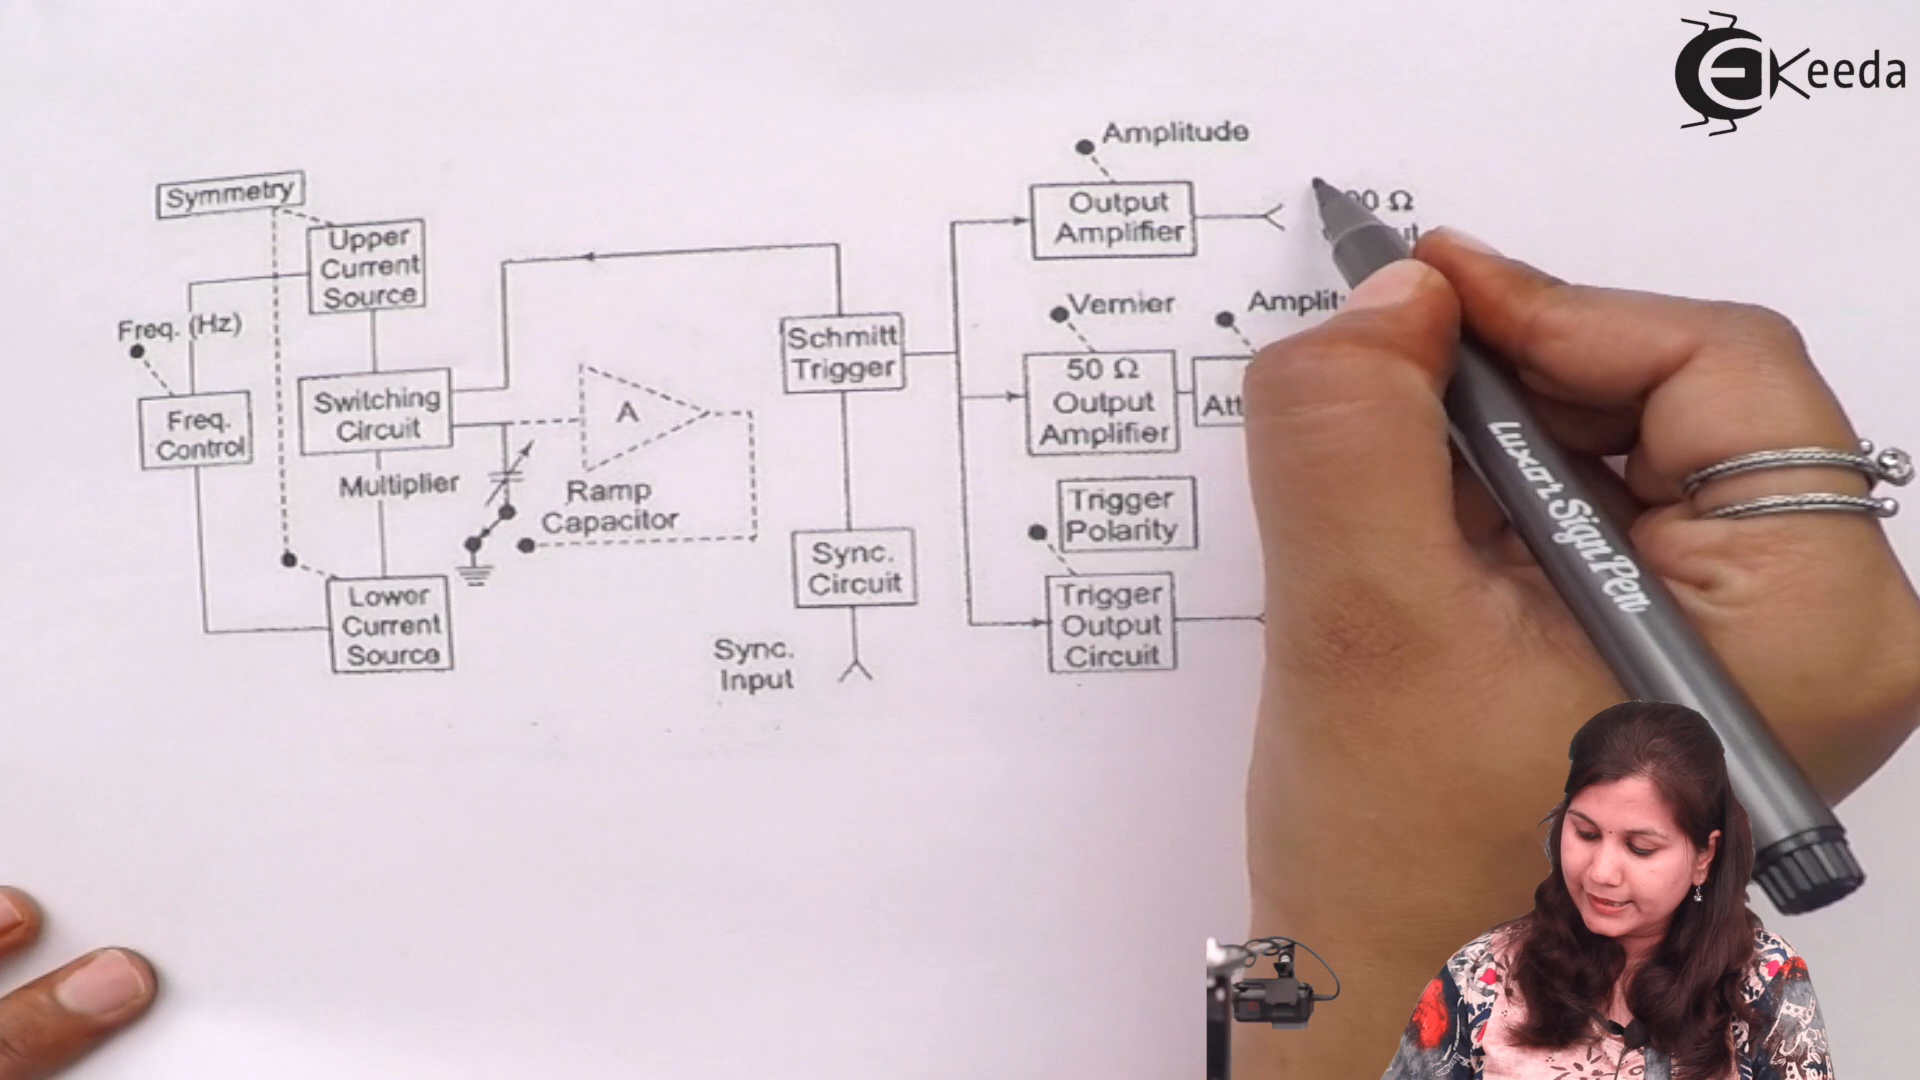 Keeda
Amplitude
Symmetry
Output
Amplifier
Ω
Upper
Current
Source
Freq. (Hz)
Vernier
Schmitt
Trigger
50 Ω
Output
Amplifier
A
Switching
Circuit
Freq.
Control
Multiplier
Ramp
Capacitor
Trigger
Polarity
Sync.
Circuit
Lower
Current
Source
Trigger
Output
Circuit
Sync.
Input
Luxor Sign Pen